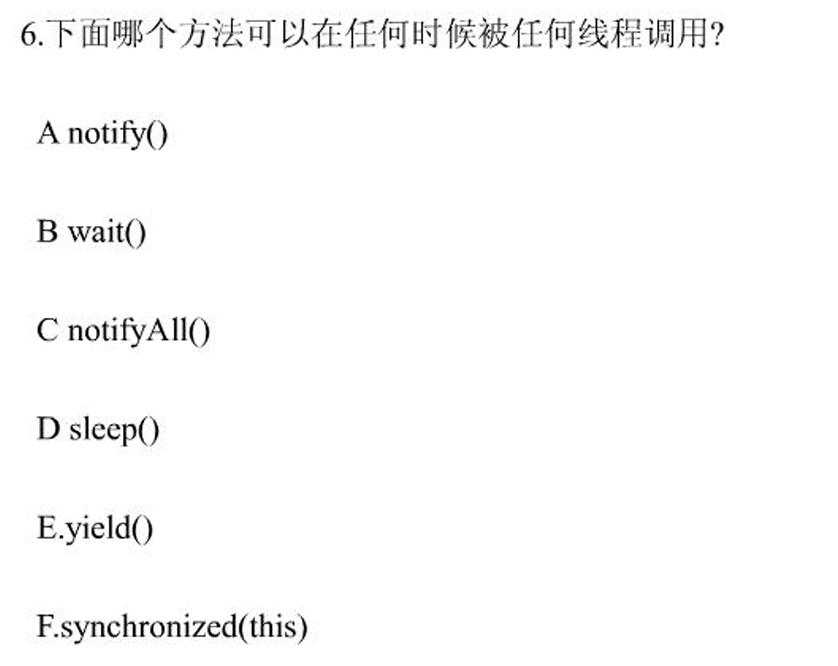 6.下面哪个方法可以在任何时候被任何线程调用?
A notify()
B wait()
C notifyAll()
D sleep()
E.yield()
F.synchronized(this)